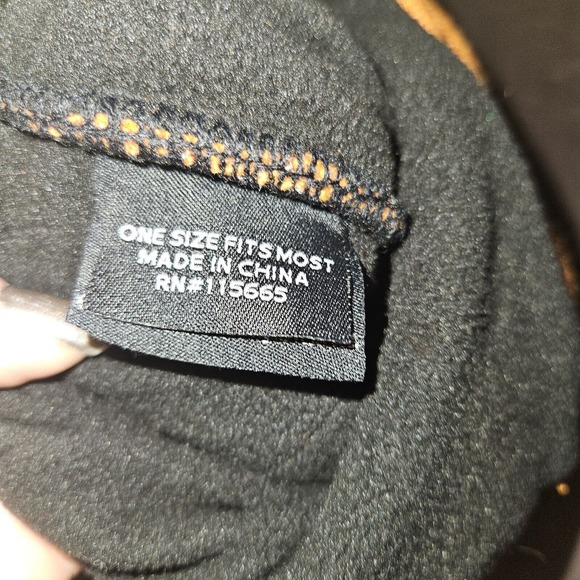 ONE SIZE FITS MOST
MADE IN CHINA
RN#115665